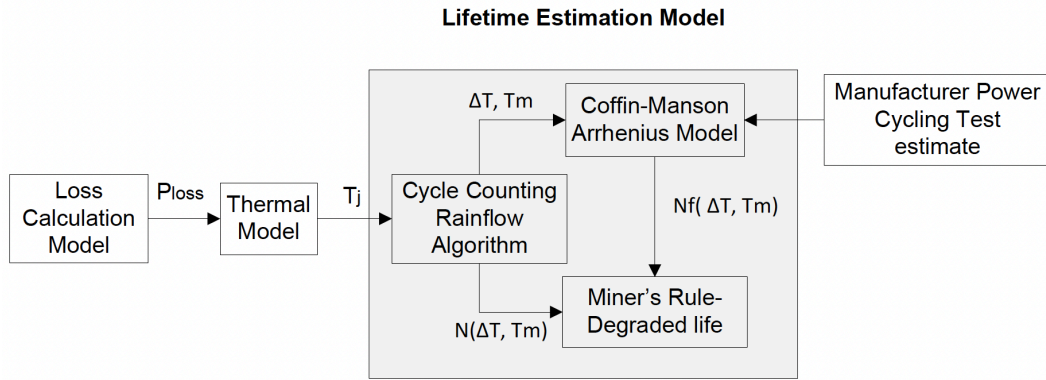 Lifetime Estimation Model
Loss
Calculation
Model
Ploss
Thermal
Model
Tj
Cycle Counting
Rainflow
Algorithm
ΔT, Tm
Coffin-Manson
Arrhenius Model
Manufacturer Power
Cycling Test
estimate
Nf( ΔT, Tm)
N(ΔT, Tm)
Miner’s Rule-
Degraded life